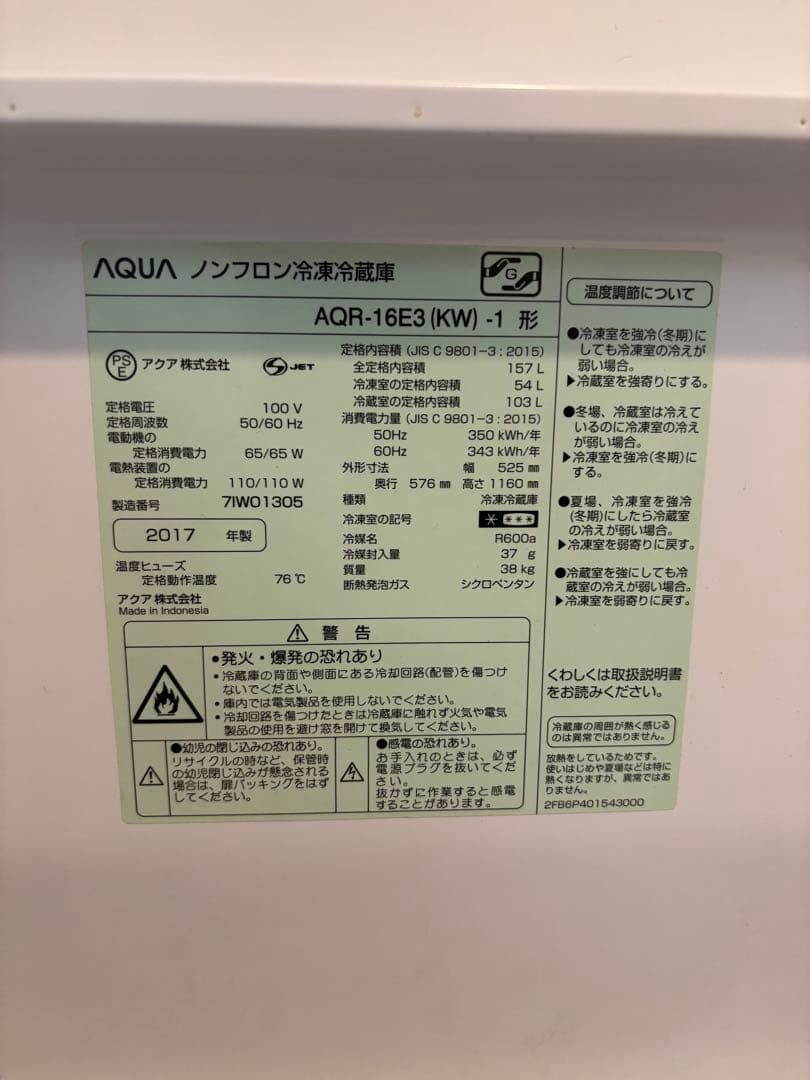 AQUA ノンフロン冷凍冷蔵庫
G
AQR-16E3(KW)-1 形
PSE アクア株式会社
S JET
定格電圧 100 V
定格周波数 50/60 Hz
電動機の
定格消費電力 65/65 W
電熱装置の
定格消費電力 110/110 W
製造番号 7IW01305
2017 年製
温度ヒューズ
定格動作温度 76℃
アクア株式会社
Made in Indonesia
定格内容積 (JIS C 9801-3:2015)
全定格内容積 157 L
冷凍室の定格内容積 54 L
冷蔵室の定格内容積 103 L
消費電力量 (JIS C 9801-3:2015)
50Hz 350 kWh/年
60Hz 343 kWh/年
外形寸法 幅 525 ㎜
奥行 576 ㎜ 高さ1160 ㎜
種類 冷凍冷蔵庫
冷凍室の記号 * ***
冷媒名 R600a
冷媒封入量 37 g
質量 38 kg
断熱発泡ガス シクロペンタン
⚠ 警告
●発火・爆発の恐れあり
・冷蔵庫の背面や側面にある冷却回路(配管)を傷つけ
ないでください。
・庫内では電気製品を使用しないでください。
・冷却回路を傷つけたときは冷蔵庫に触れず火気や電気
製品の使用を避け窓を開けて換気してください。
●幼児の閉じ込みの恐れあり。
リサイクルの時など、保管時
の幼児閉じ込みが懸念される
場合は、扉パッキングをはず
してください。
●感電の恐れあり。
お手入れのときは、必ず
電源プラグを抜いてくだ
さい。
抜かずに作業すると感電
することがあります。
温度調節について
●冷凍室を強冷(冬期)に
しても冷凍室の冷えが
弱い場合。
▶冷蔵室を強寄りにする。
●冬場、冷蔵室は冷えて
いるのに冷凍室の冷え
が弱い場合。
▶冷凍室を強冷(冬期)に
する。
●夏場、冷凍室を強冷
(冬期)にしたら冷蔵室
の冷えが弱い場合。
▶冷凍室を弱寄りに戻す。
●冷蔵室を強にしても冷
蔵室の冷えが弱い場合。
▶冷凍室を弱寄りに戻す。
くわしくは取扱説明書
をお読みください。
冷蔵庫の周囲が熱く感じる
のは異常ではありません。
放熱をしているためです。
使いはじめや夏場などは特に
熱くなりますが、異常ではあ
りません。
2FB6P401543000